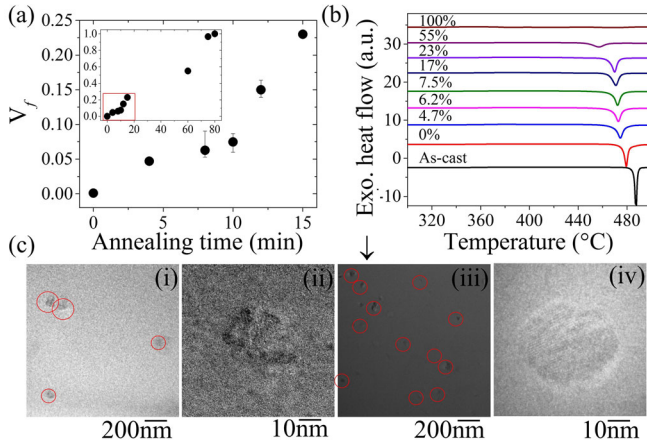 (a)
V_f
0.25
0.20
0.15
0.10
0.05
0.00
1.0
0.8
0.6
0.4
0.2
0.0
0 20 40 60 80
0 5 10 15
Annealing time (min)
(b)
Exo. heat flow (a.u.)
30
20
10
0
-10
100%
55%
23%
17%
7.5%
6.2%
4.7%
0%
As-cast
320 400 480
Temperature (°C)
(c)
(i)
(ii)
(iii)
(iv)
200nm
10nm
200nm
10nm